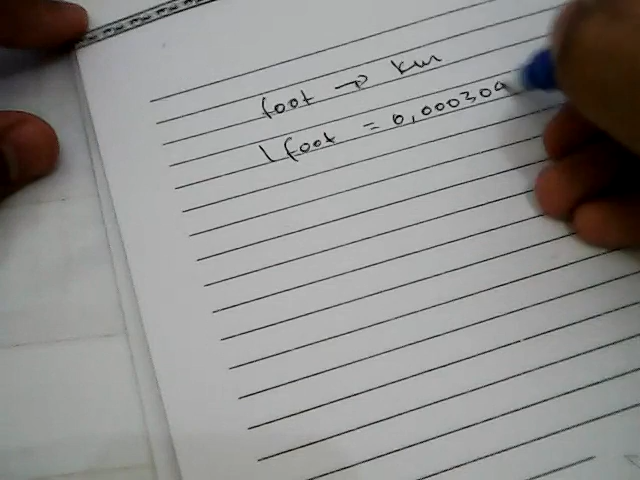 foot → km
1 foot = 0,000304